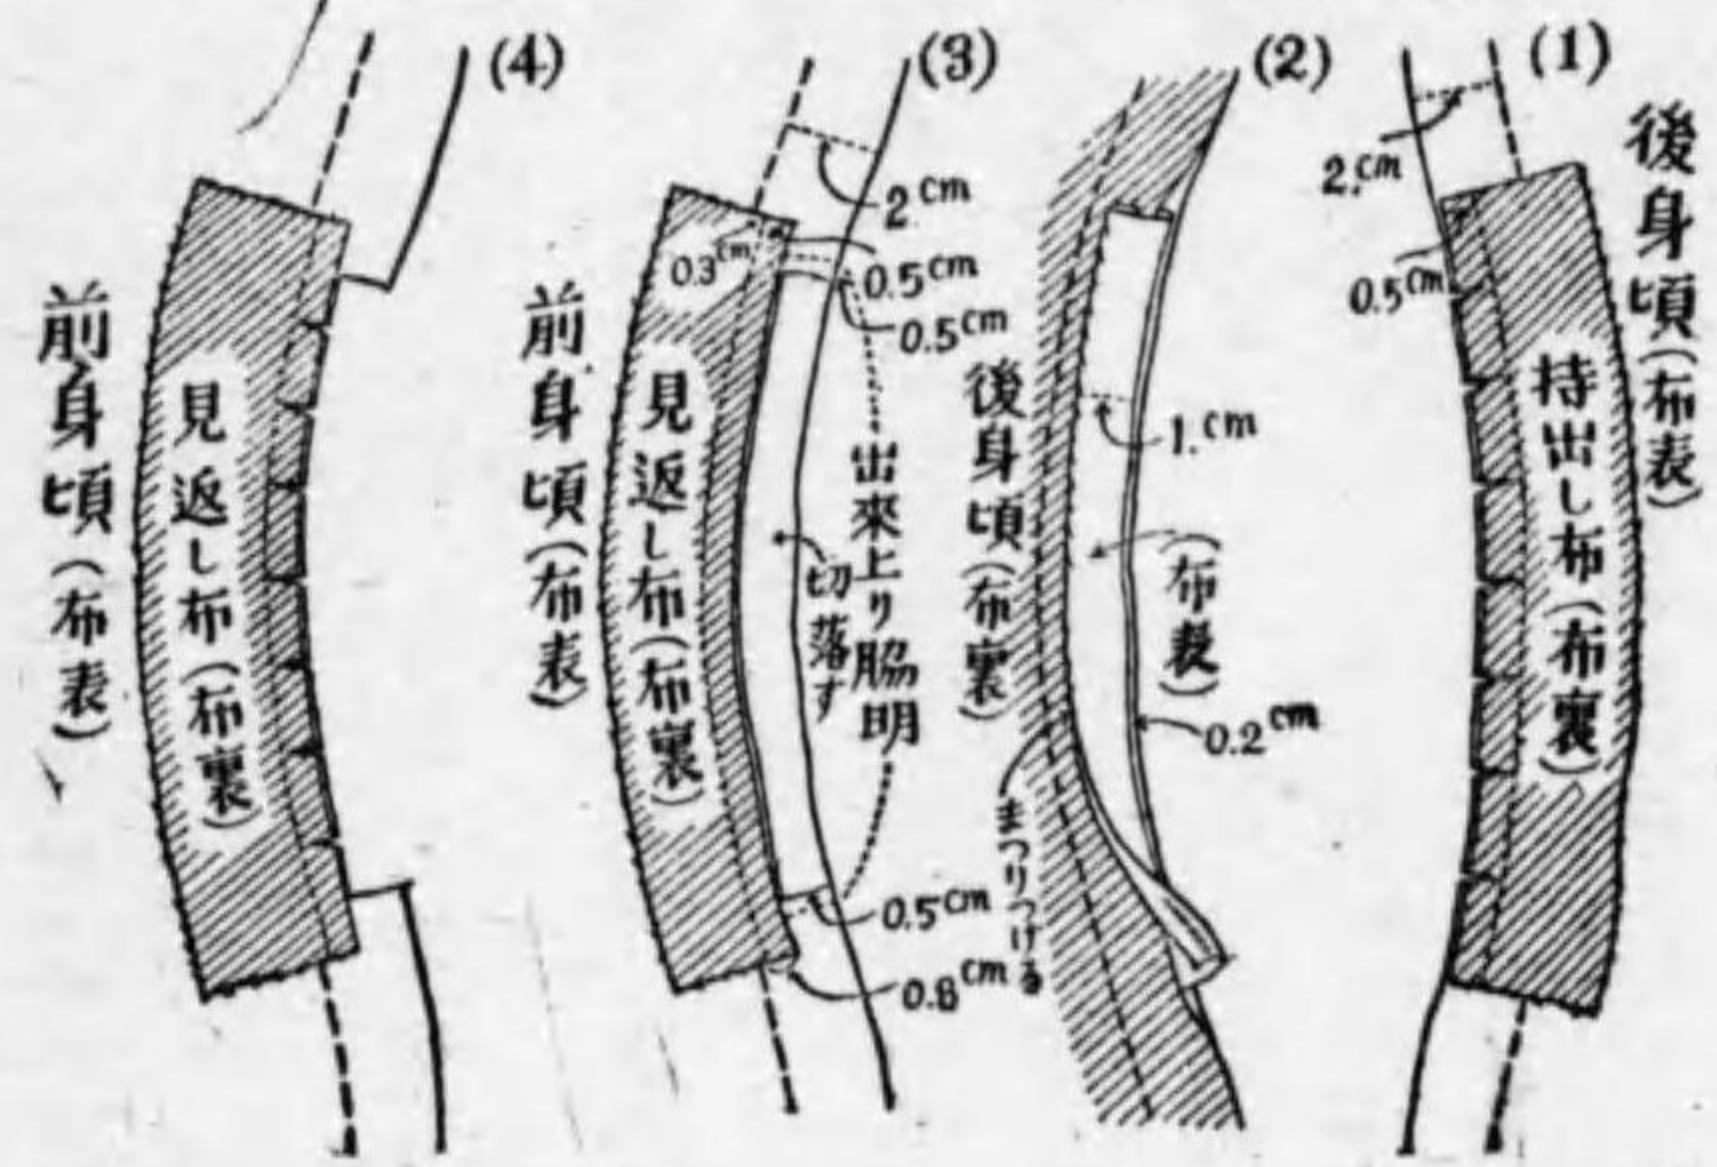 (1)
後身頃(布表)
2.cm
0.5cm
持出し布(布裏)
(2)
1.cm
(布表)
0.2cm
後身頃(布裏)
まつりつける
(3)
2.cm
0.3cm
0.5cm
0.5cm
出來上り脇明
切落す
見返し布(布裏)
前身頃(布表)
0.5cm
0.8cm
(4)
見返し布(布裏)
前身頃(布表)